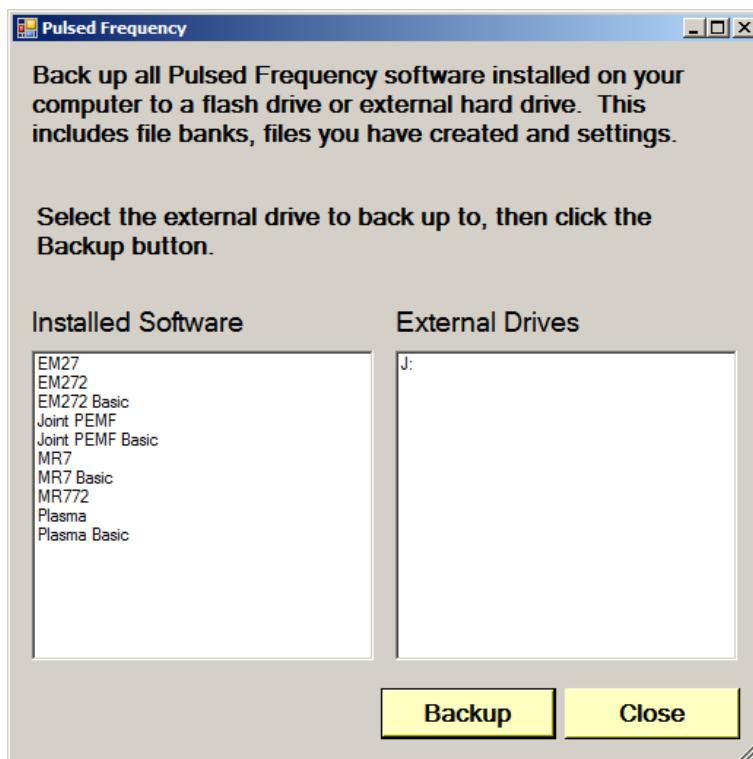 Pulsed Frequency
Back up all Pulsed Frequency software installed on your
computer to a flash drive or external hard drive.  This
includes file banks, files you have created and settings.
Select the external drive to back up to, then click the
Backup button.
Installed Software
EM27
EM272
EM272 Basic
Joint PEMF
Joint PEMF Basic
MR7
MR7 Basic
MR772
Plasma
Plasma Basic
External Drives
J:
Backup
Close